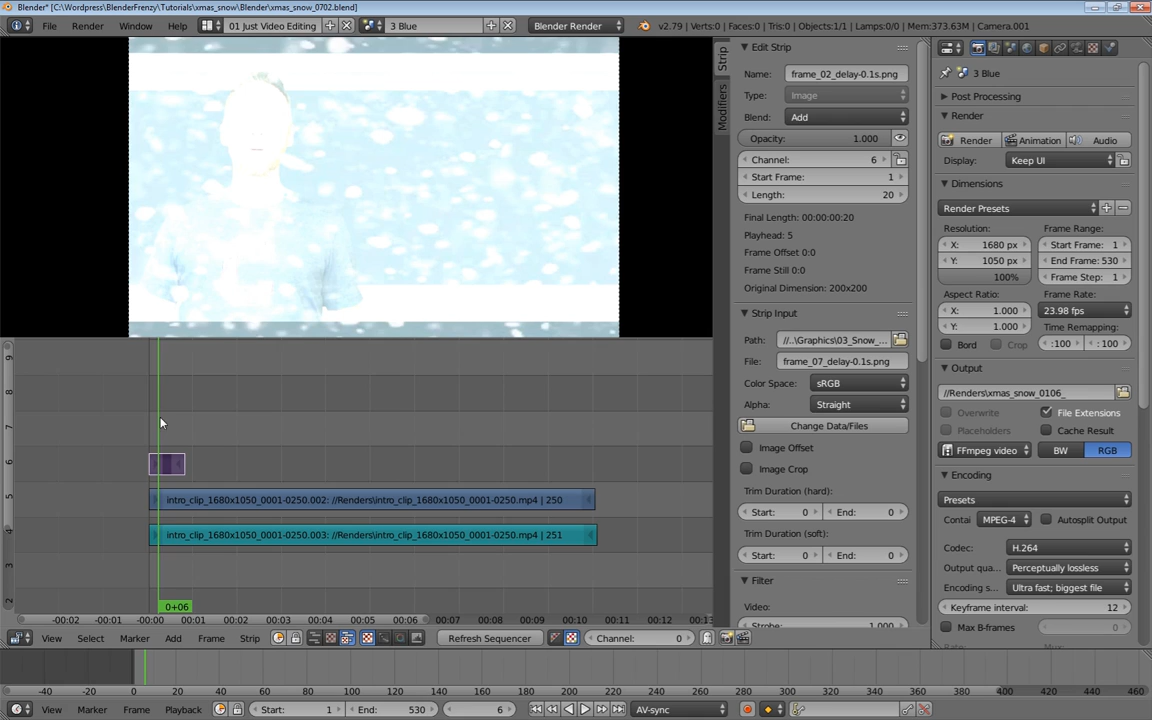 Blender* [C:\Wordpress\BlenderFrenzy\Tutorials\xmas_snow\Blender\xmas_snow_0702.blend]
File Render Window Help 01 Just Video Editing 3 Blue Blender Render v2.79 | Verts:0 | Faces:0 | Tris:0 | Objects:1/1 | Lamps:0/0 | Mem:373.63M | Camera.001
Strip
Modifiers
Edit Strip
Name: frame_02_delay-0.1s.png
Type: Image
Blend: Add
Opacity: 1.000
Channel: 6
Start Frame: 1
Length: 20
Final Length: 00:00:00:20
Playhead: 5
Frame Offset 0:0
Frame Still 0:0
Original Dimension: 200x200
Strip Input
Path: //..\Graphics\03_Snow_...
File: frame_07_delay-0.1s.png
Color Space: sRGB
Alpha: Straight
Change Data/Files
Image Offset
Image Crop
Trim Duration (hard):
Start: 0 End: 0
Trim Duration (soft):
Start: 0 End: 0
Filter
Video:
Strobe: 1.000
3 Blue
Post Processing
Render
Render Animation Audio
Display: Keep UI
Dimensions
Render Presets
Resolution: Frame Range:
X: 1680 px Start Frame: 1
Y: 1050 px End Frame: 530
100% Frame Step: 1
Aspect Ratio: Frame Rate:
X: 1.000 23.98 fps
Y: 1.000 Time Remapping:
Bord Crop :100 : 100
Output
//Renders\xmas_snow_0106_
Overwrite File Extensions
Placeholders Cache Result
FFmpeg video BW RGB
Encoding
Presets
Contai MPEG-4 Autosplit Output
Codec: H.264
Output qua... Perceptually lossless
Encoding s... Ultra fast; biggest file
Keyframe interval: 12
Max B-frames 0
9
8
7
6
5 intro_clip_1680x1050_0001-0250.002: //Renders\intro_clip_1680x1050_0001-0250.mp4 | 250
4 intro_clip_1680x1050_0001-0250.003: //Renders\intro_clip_1680x1050_0001-0250.mp4 | 251
3
2
0+06
-00:02 -00:01 -00:00 00:01 00:02 00:03 00:04 00:05 00:06 00:07 00:08 00:09 00:10 00:11 00:12 00:13
View Select Marker Add Frame Strip Refresh Sequencer Channel: 0
-40 -20 0 20 40 60 80 100 120 140 160 180 200 220 240 260 280 300 320 340 360 380 400 420 440 460
View Marker Frame Playback Start: 1 End: 530 6 AV-sync